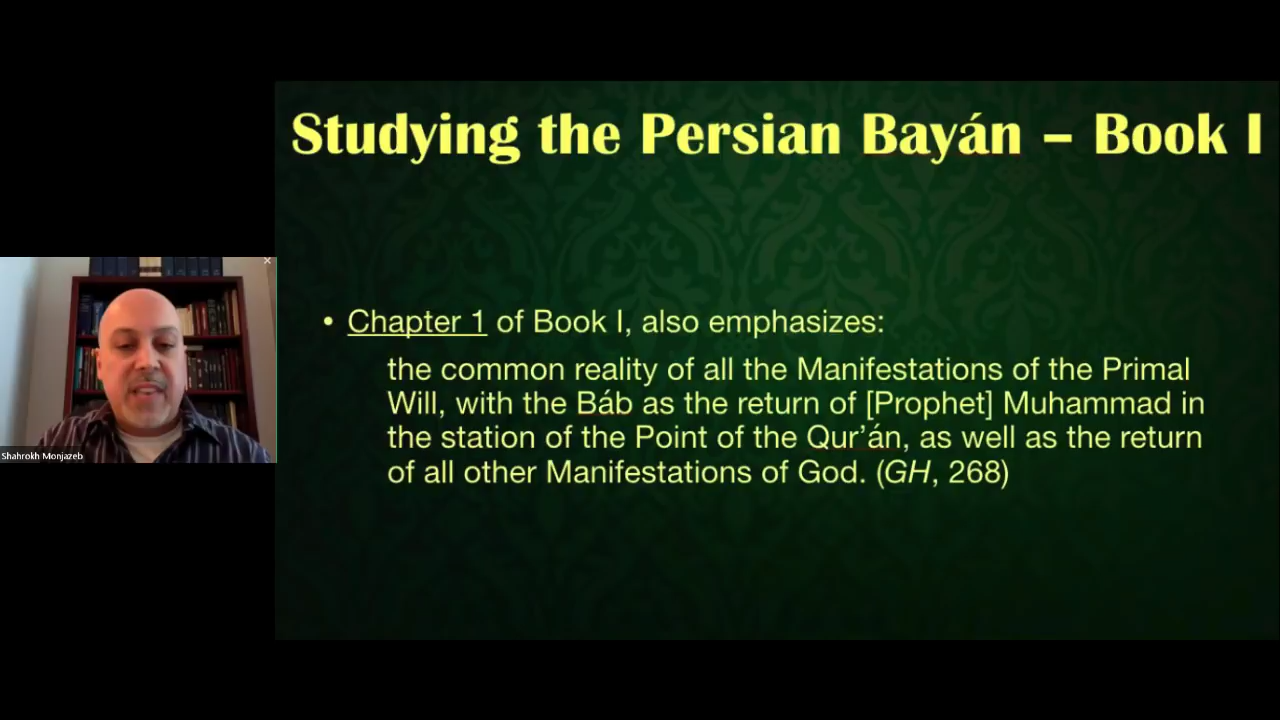 Studying the Persian Bayán – Book I
• Chapter 1 of Book I, also emphasizes:
the common reality of all the Manifestations of the Primal
Will, with the Báb as the return of [Prophet] Muhammad in
the station of the Point of the Qur’án, as well as the return
of all other Manifestations of God. (GH, 268)
Shahrokh Monjazeb